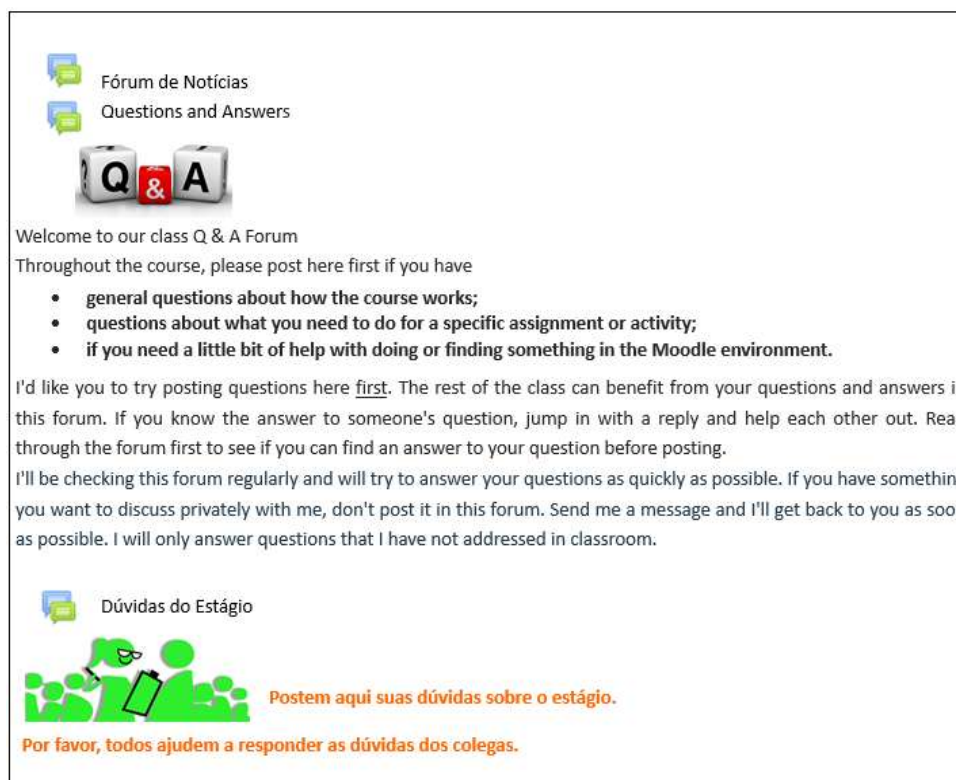 Fórum de Notícias
Questions and Answers
Q & A
Welcome to our class Q & A Forum
Throughout the course, please post here first if you have
• general questions about how the course works;
• questions about what you need to do for a specific assignment or activity;
• if you need a little bit of help with doing or finding something in the Moodle environment.
I'd like you to try posting questions here first. The rest of the class can benefit from your questions and answers i
this forum. If you know the answer to someone's question, jump in with a reply and help each other out. Rea
through the forum first to see if you can find an answer to your question before posting.
I'll be checking this forum regularly and will try to answer your questions as quickly as possible. If you have somethin
you want to discuss privately with me, don't post it in this forum. Send me a message and I'll get back to you as soo
as possible. I will only answer questions that I have not addressed in classroom.
Dúvidas do Estágio
Postem aqui suas dúvidas sobre o estágio.
Por favor, todos ajudem a responder as dúvidas dos colegas.